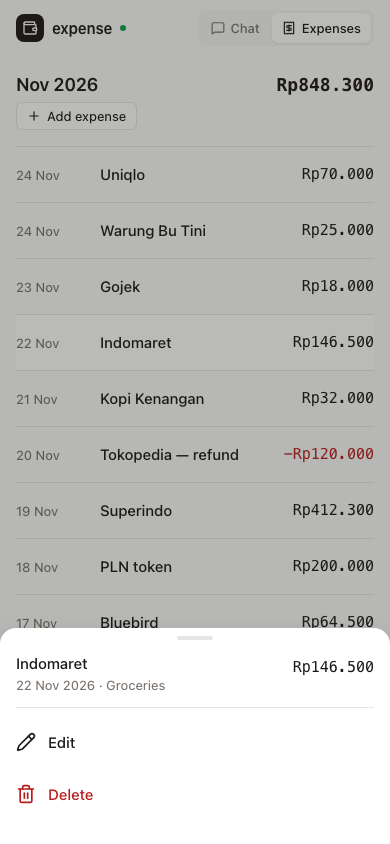 expense
Chat
Expenses
Nov 2026
Rp848.300
Add expense
24 Nov Uniqlo Rp70.000
24 Nov Warung Bu Tini Rp25.000
23 Nov Gojek Rp18.000
22 Nov Indomaret Rp146.500
21 Nov Kopi Kenangan Rp32.000
20 Nov Tokopedia — refund −Rp120.000
19 Nov Superindo Rp412.300
18 Nov PLN token Rp200.000
17 Nov Bluebird Rp64.500
Indomaret Rp146.500
22 Nov 2026 · Groceries
Edit
Delete